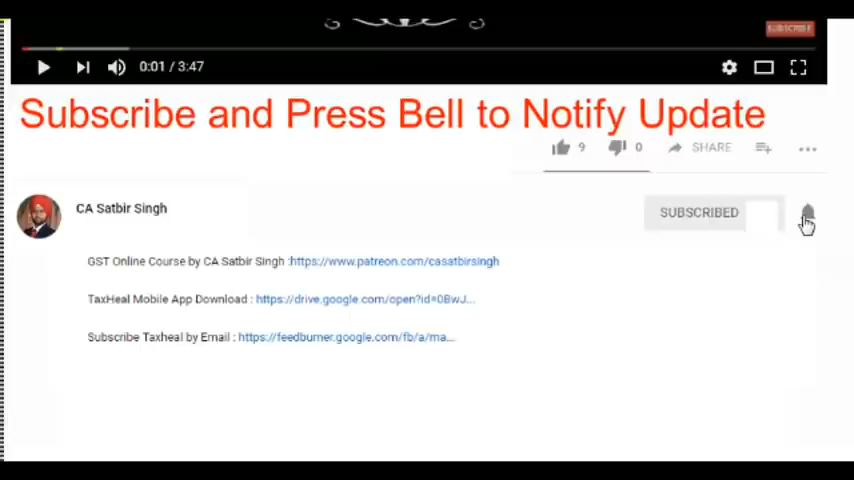 SUBSCRIBE
0:01 / 3:47
Subscribe and Press Bell to Notify Update
9 0 SHARE
CA Satbir Singh
SUBSCRIBED
GST Online Course by CA Satbir Singh :https://www.patreon.com/casatbirsingh
TaxHeal Mobile App Download : https://drive.google.com/open?id=0BwJ...
Subscribe Taxheal by Email : https://feedburner.google.com/fb/a/ma...